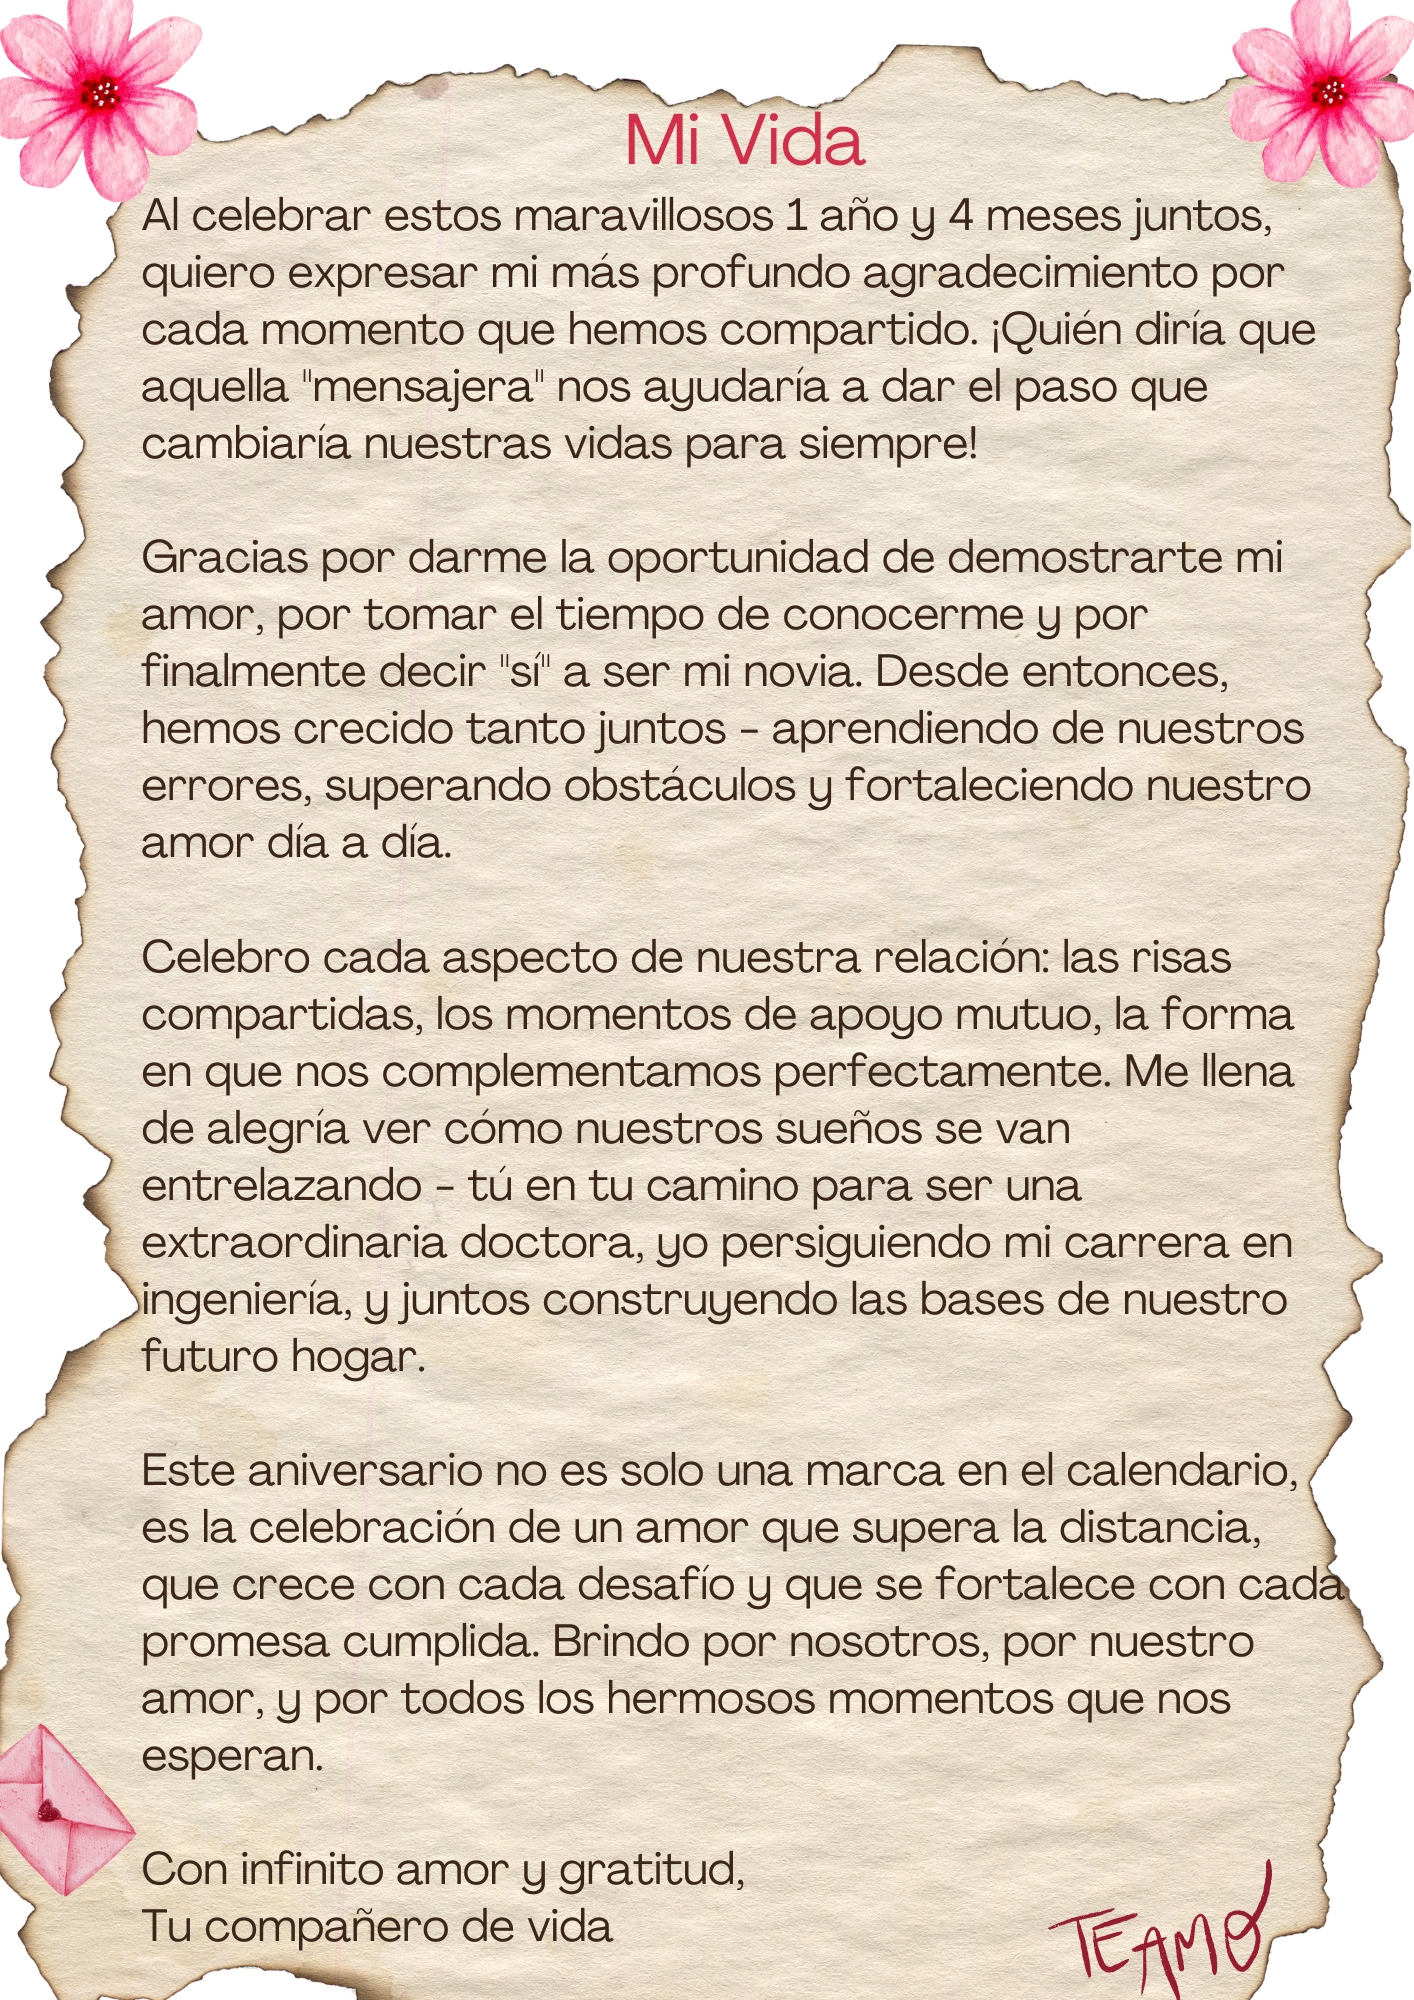 Mi Vida
Al celebrar estos maravillosos 1 año y 4 meses juntos,
quiero expresar mi más profundo agradecimiento por
cada momento que hemos compartido. ¡Quién diría que
aquella "mensajera" nos ayudaría a dar el paso que
cambiaría nuestras vidas para siempre!
Gracias por darme la oportunidad de demostrarte mi
amor, por tomar el tiempo de conocerme y por
finalmente decir "sí" a ser mi novia. Desde entonces,
hemos crecido tanto juntos - aprendiendo de nuestros
errores, superando obstáculos y fortaleciendo nuestro
amor día a día.
Celebro cada aspecto de nuestra relación: las risas
compartidas, los momentos de apoyo mutuo, la forma
en que nos complementamos perfectamente. Me llena
de alegría ver cómo nuestros sueños se van
entrelazando - tú en tu camino para ser una
extraordinaria doctora, yo persiguiendo mi carrera en
ingeniería, y juntos construyendo las bases de nuestro
futuro hogar.
Este aniversario no es solo una marca en el calendario,
es la celebración de un amor que supera la distancia,
que crece con cada desafío y que se fortalece con cada
promesa cumplida. Brindo por nosotros, por nuestro
amor, y por todos los hermosos momentos que nos
esperan.
Con infinito amor y gratitud,
Tu compañero de vida
TE AMO